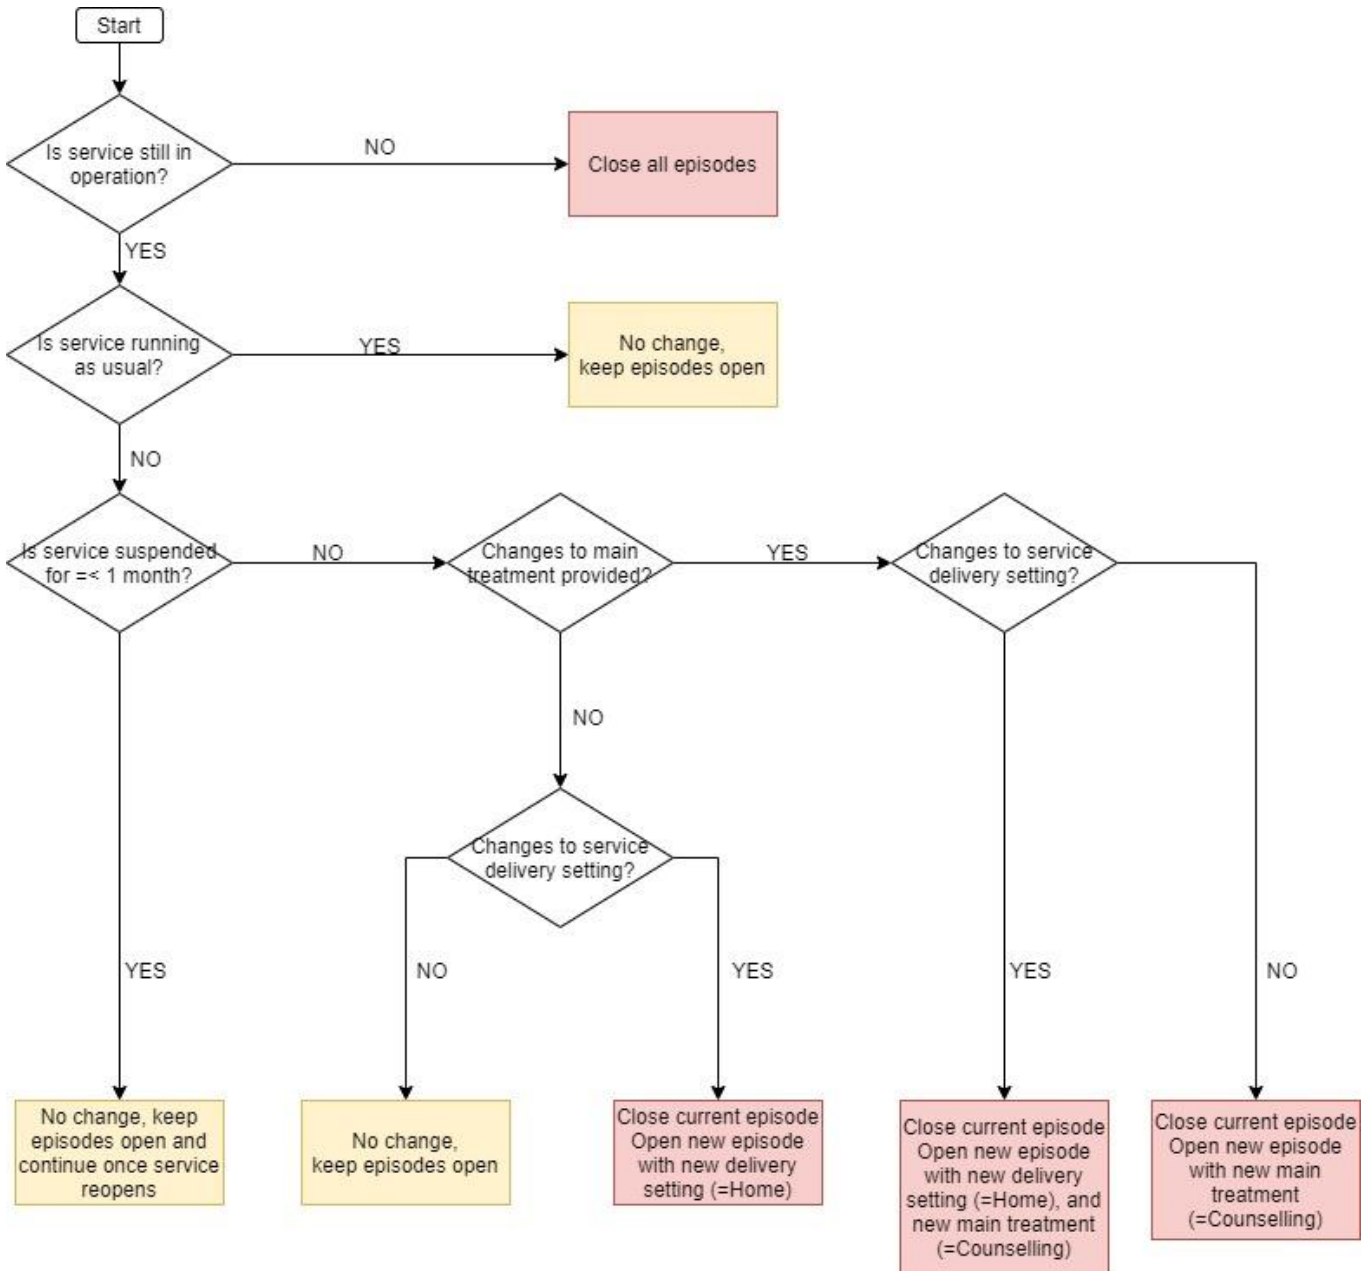 Start
Is service still in
operation?
NO
Close all episodes
YES
Is service running
as usual?
YES
No change,
keep episodes open
NO
Is service suspended
for =< 1 month?
NO
Changes to main
treatment provided?
YES
Changes to service
delivery setting?
NO
Changes to service
delivery setting?
YES
NO
YES
YES
NO
No change, keep
episodes open and
continue once service
reopens
No change,
keep episodes open
Close current episode
Open new episode
with new delivery
setting (=Home)
Close current episode
Open new episode
with new delivery
setting (=Home), and
new main treatment
(=Counselling)
Close current episode
Open new episode
with new main
treatment
(=Counselling)